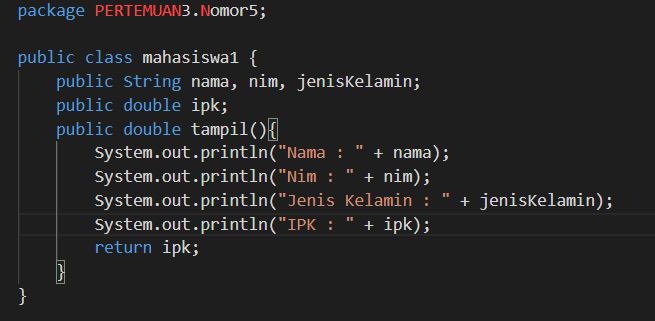 package PERTEMUAN3.Nomor5;
public class mahasiswa1 {
public String nama, nim, jenisKelamin;
public double ipk;
public double tampil(){
System.out.println("Nama : " + nama);
System.out.println("Nim : " + nim);
System.out.println("Jenis Kelamin : " + jenisKelamin);
System.out.println("IPK : " + ipk);
return ipk;
}
}